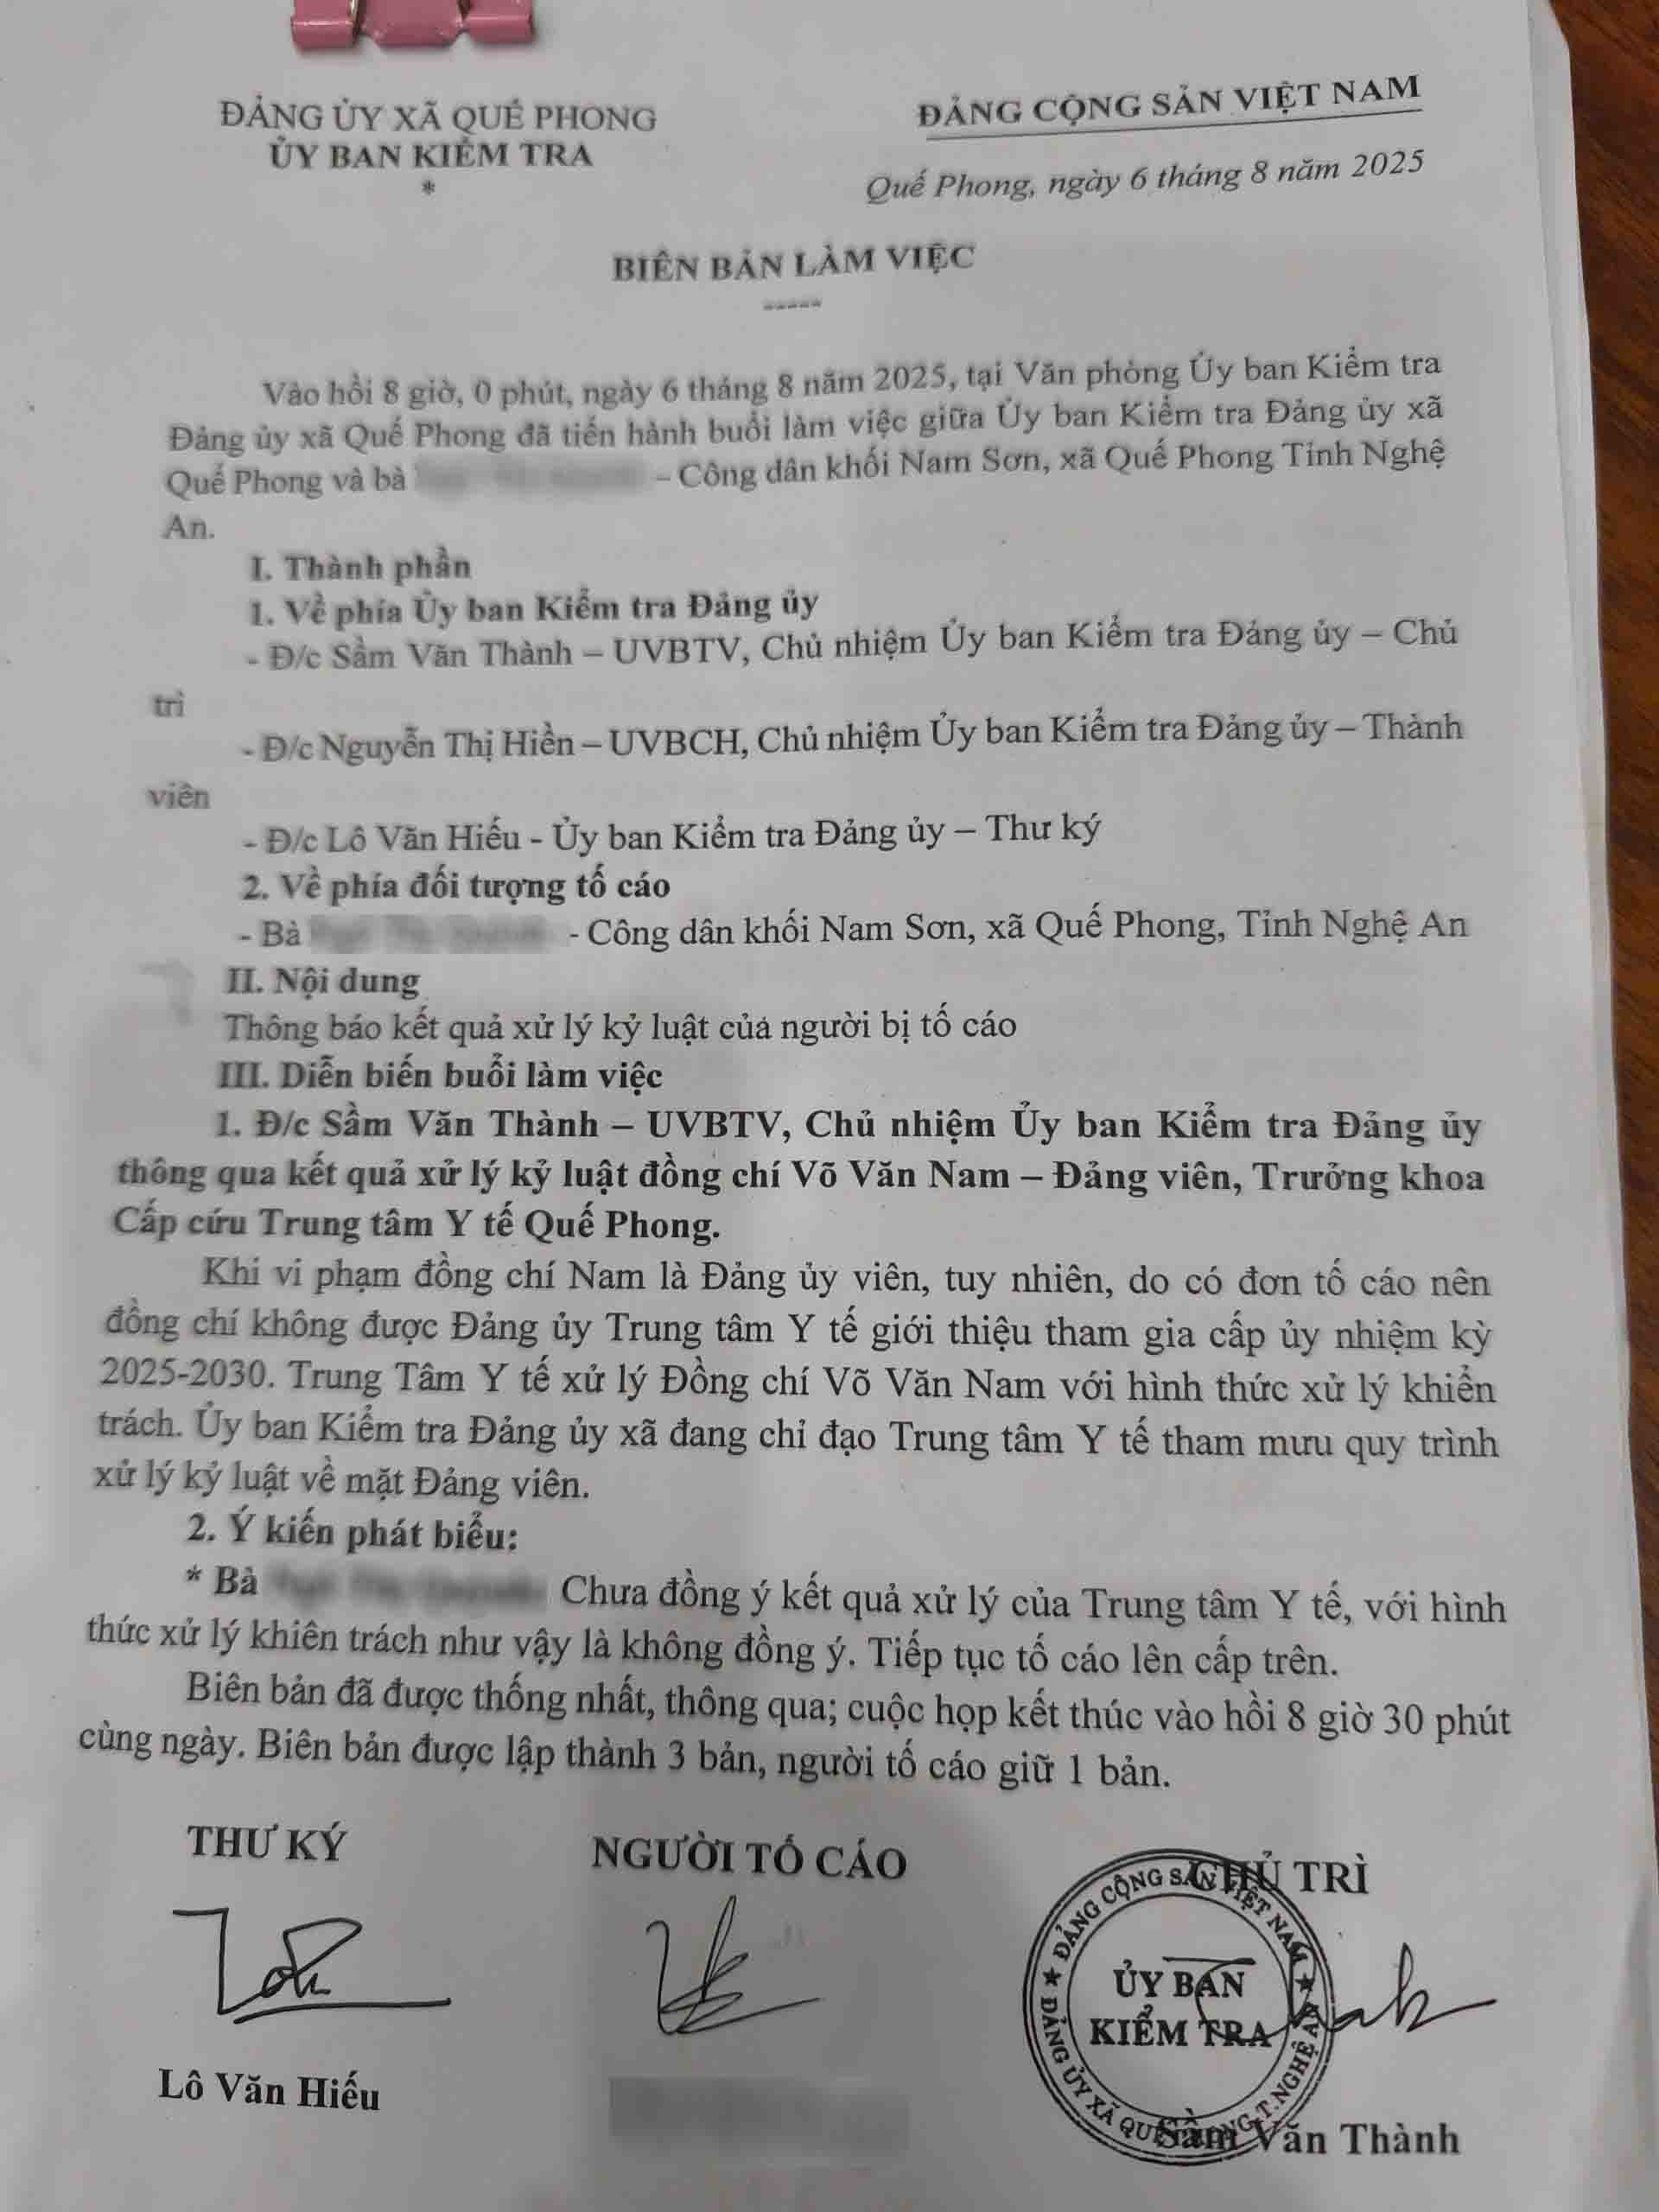 ĐẢNG ỦY XÃ QUẾ PHONG
ỦY BAN KIỂM TRA
*
ĐẢNG CỘNG SẢN VIỆT NAM
Quế Phong, ngày 6 tháng 8 năm 2025
BIÊN BẢN LÀM VIỆC
-----
Vào hồi 8 giờ, 0 phút, ngày 6 tháng 8 năm 2025, tại Văn phòng Ủy ban Kiểm tra
Đảng ủy xã Quế Phong đã tiến hành buổi làm việc giữa Ủy ban Kiểm tra Đảng ủy xã
Quế Phong và bà – Công dân khối Nam Sơn, xã Quế Phong Tỉnh Nghệ
An.
I. Thành phần
1. Về phía Ủy ban Kiểm tra Đảng ủy
- Đ/c Sầm Văn Thành – UVBTV, Chủ nhiệm Ủy ban Kiểm tra Đảng ủy – Chủ
trì
- Đ/c Nguyễn Thị Hiền – UVBCH, Chủ nhiệm Ủy ban Kiểm tra Đảng ủy – Thành
viên
- Đ/c Lô Văn Hiếu - Ủy ban Kiểm tra Đảng ủy – Thư ký
2. Về phía đối tượng tố cáo
- Bà - Công dân khối Nam Sơn, xã Quế Phong, Tỉnh Nghệ An
II. Nội dung
Thông báo kết quả xử lý kỷ luật của người bị tố cáo
III. Diễn biến buổi làm việc
1. Đ/c Sầm Văn Thành – UVBTV, Chủ nhiệm Ủy ban Kiểm tra Đảng ủy
thông qua kết quả xử lý kỷ luật đồng chí Võ Văn Nam – Đảng viên, Trưởng khoa
Cấp cứu Trung tâm Y tế Quế Phong.
Khi vi phạm đồng chí Nam là Đảng ủy viên, tuy nhiên, do có đơn tố cáo nên
đồng chí không được Đảng ủy Trung tâm Y tế giới thiệu tham gia cấp ủy nhiệm kỳ
2025-2030. Trung Tâm Y tế xử lý Đồng chí Võ Văn Nam với hình thức xử lý khiển
trách. Ủy ban Kiểm tra Đảng ủy xã đang chỉ đạo Trung tâm Y tế tham mưu quy trình
xử lý kỷ luật về mặt Đảng viên.
2. Ý kiến phát biểu:
* Bà Chưa đồng ý kết quả xử lý của Trung tâm Y tế, với hình
thức xử lý khiên trách như vậy là không đồng ý. Tiếp tục tố cáo lên cấp trên.
Biên bản đã được thống nhất, thông qua; cuộc họp kết thúc vào hồi 8 giờ 30 phút
cùng ngày. Biên bản được lập thành 3 bản, người tố cáo giữ 1 bản.
THƯ KÝ
NGƯỜI TỐ CÁO
CHỦ TRÌ
ĐẢNG CỘNG SẢN VIỆT NAM
ỦY BAN
KIỂM TRA
ĐẢNG ỦY XÃ QUẾ PHONG T.NGHỆ AN
Lô Văn Hiếu
Sầm Văn Thành